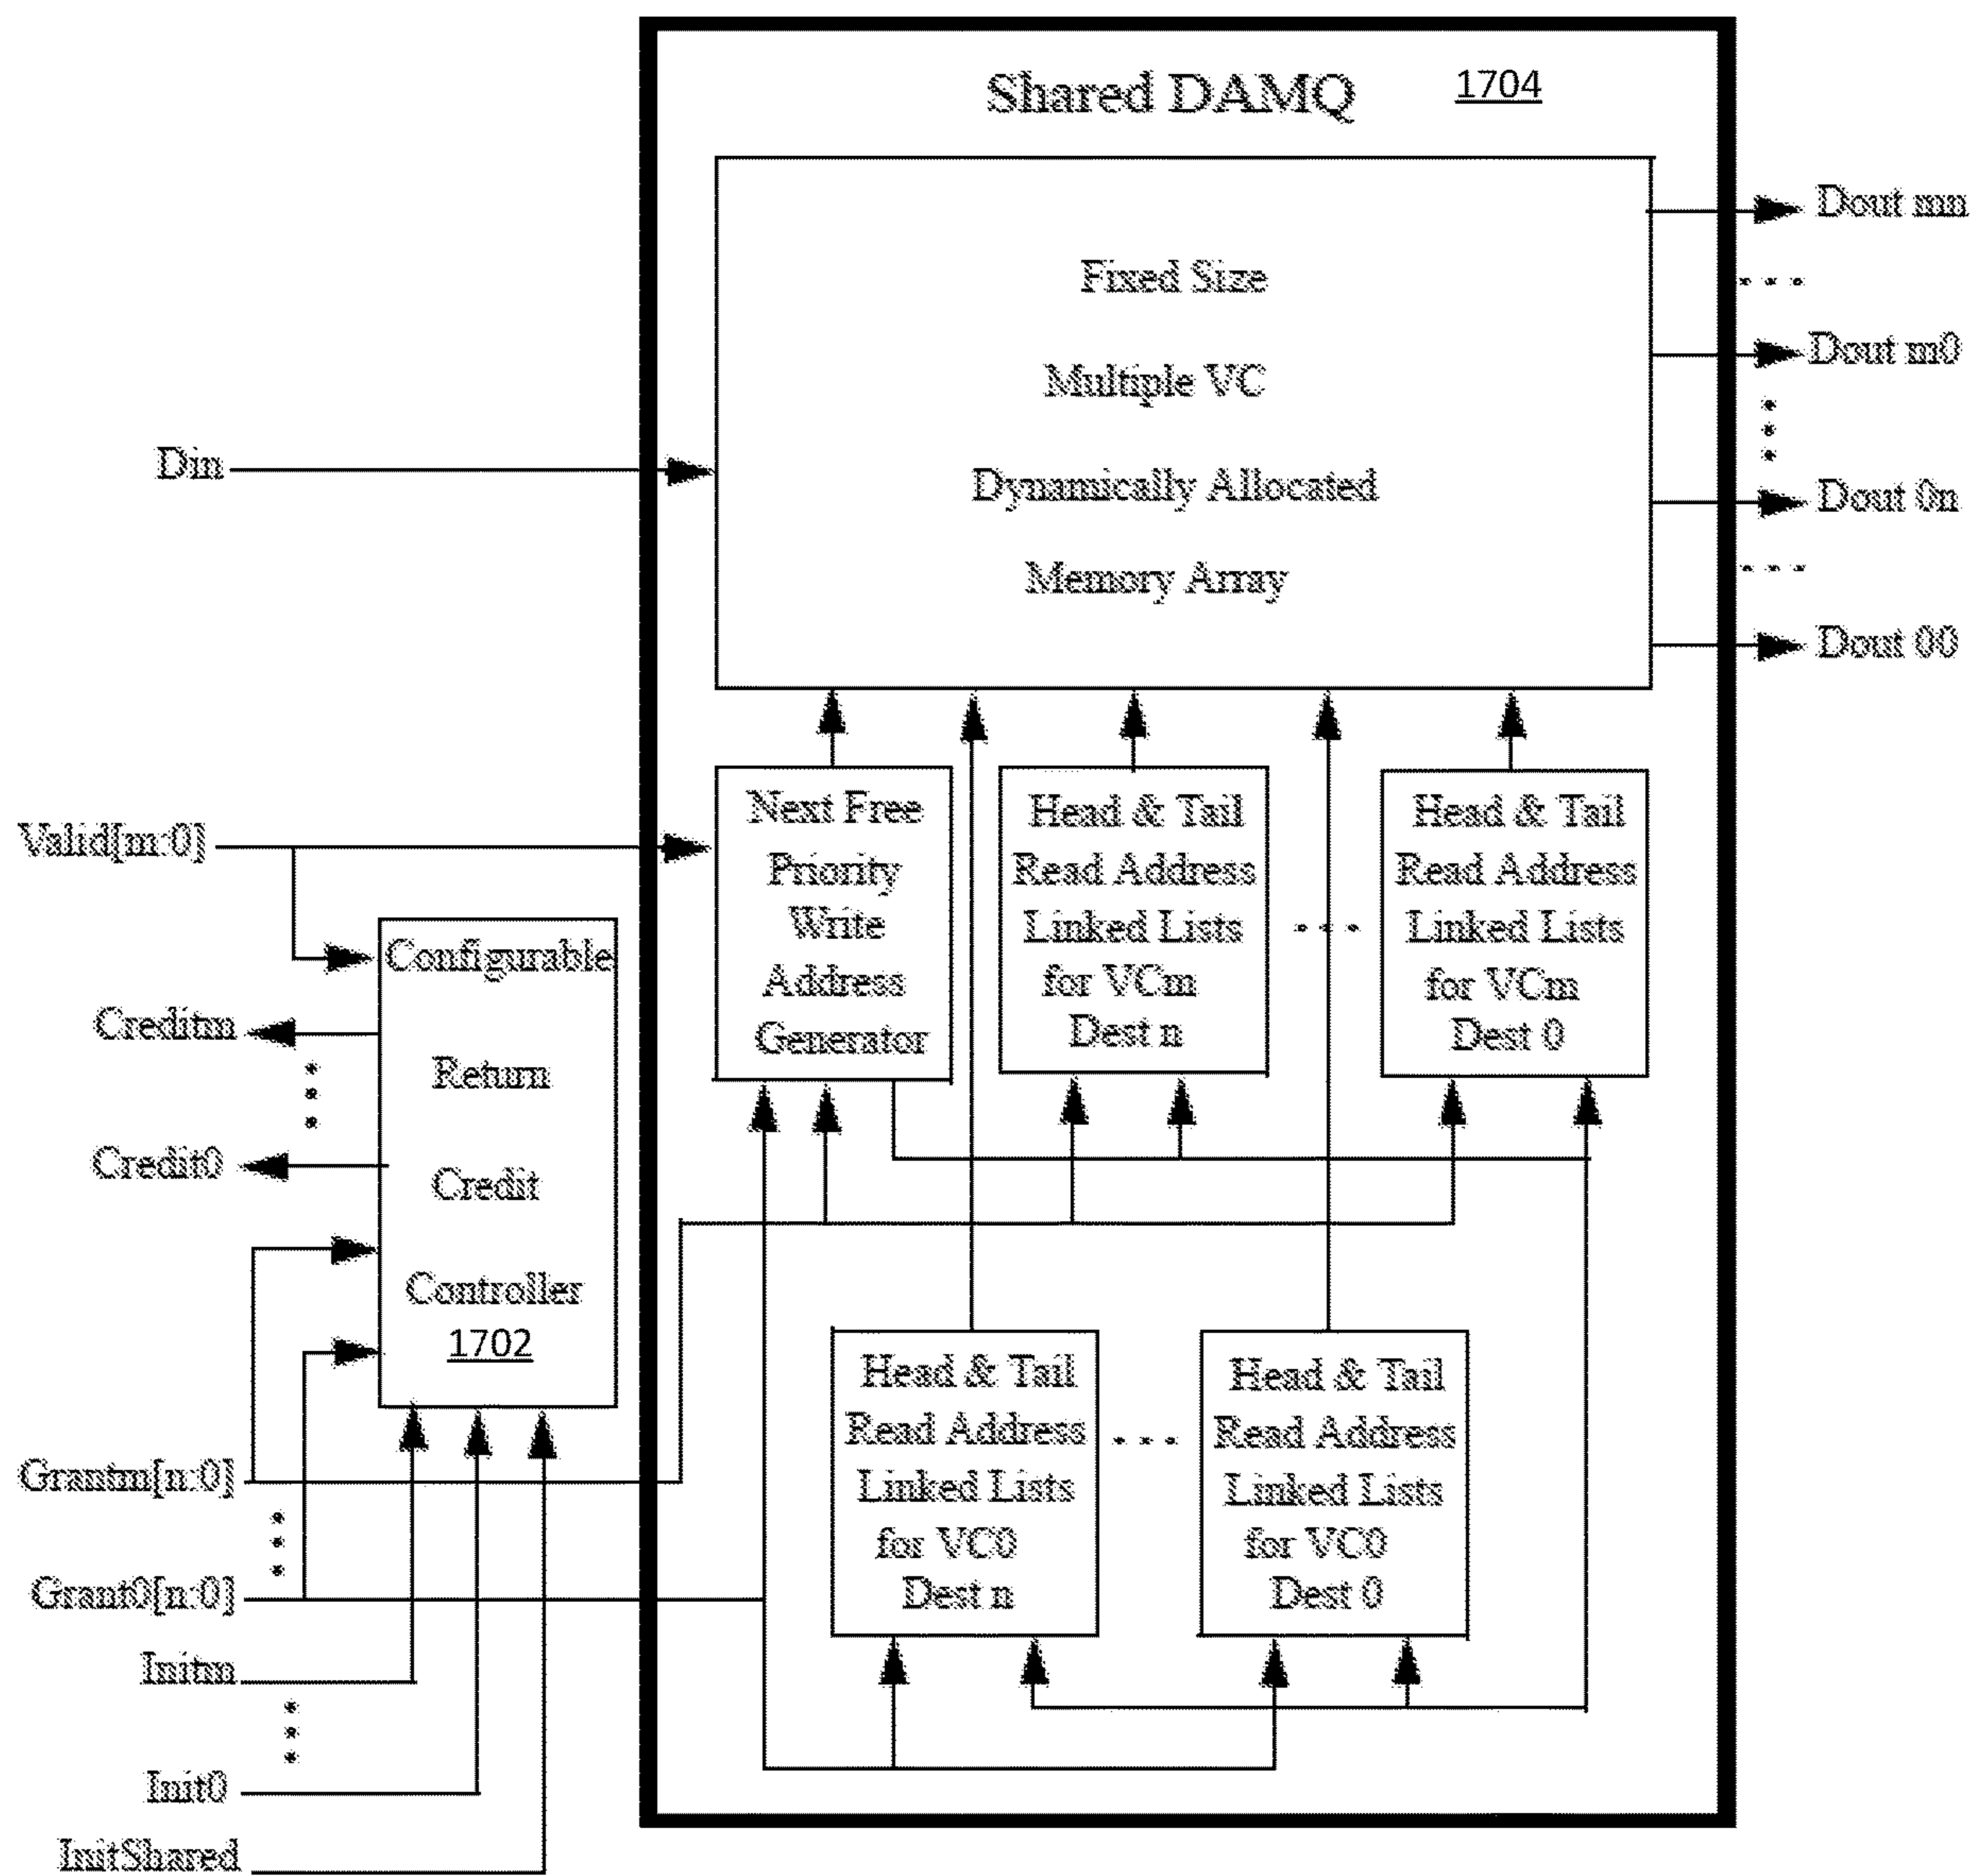 Shared DAMQ 1704
Fixed Size
Multiple VC
Dynamically Allocated
Memory Array
Dout mn
. . . .
Dout m0
Dout 0n
. . . .
Dout 00
Din
Valid[m:0]
Next Free
Priority
Write
Address
Generator
Head & Tail
Read Address
Linked Lists
for VCm
Dest n
. . . .
Head & Tail
Read Address
Linked Lists
for VCm
Dest 0
Configurable
Return
Credit
Controller
1702
Creditm
Credit0
Grantm[n:0]
Grant0[n:0]
Initm
Init0
InitShared
Head & Tail
Read Address
Linked Lists
for VC0
Dest n
. . . .
Head & Tail
Read Address
Linked Lists
for VC0
Dest 0